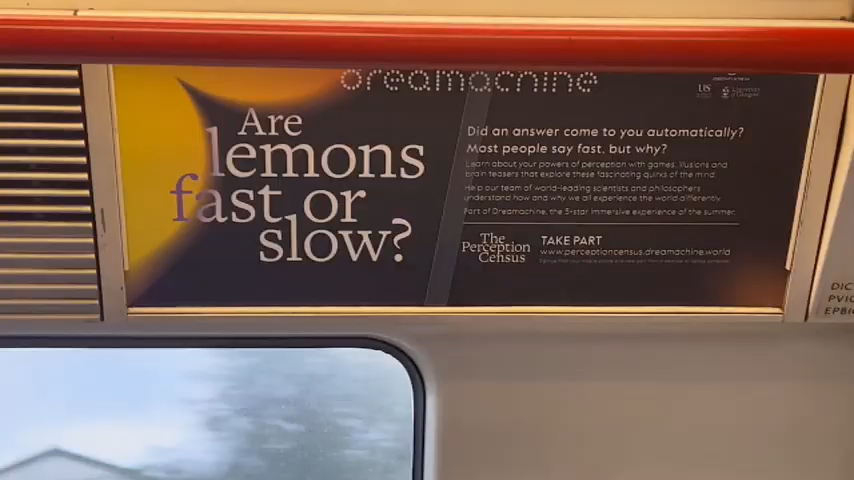 dreamachine
US
Are
lemons
fast or
slow?
Did an answer come to you automatically?
Most people say fast, but why?
Learn about your powers of perception with games, illusions and
brain teasers that explore these fascinating quirks of the mind.
Help our team of world-leading scientists and philosophers
understand how and why we all experience the world differently.
Part of Dreamachine, the 5-star immersive experience of the summer.
The
Perception
Census
TAKE PART
www.perceptioncensus.dreamachine.world
DIC
PVIC
EPBI